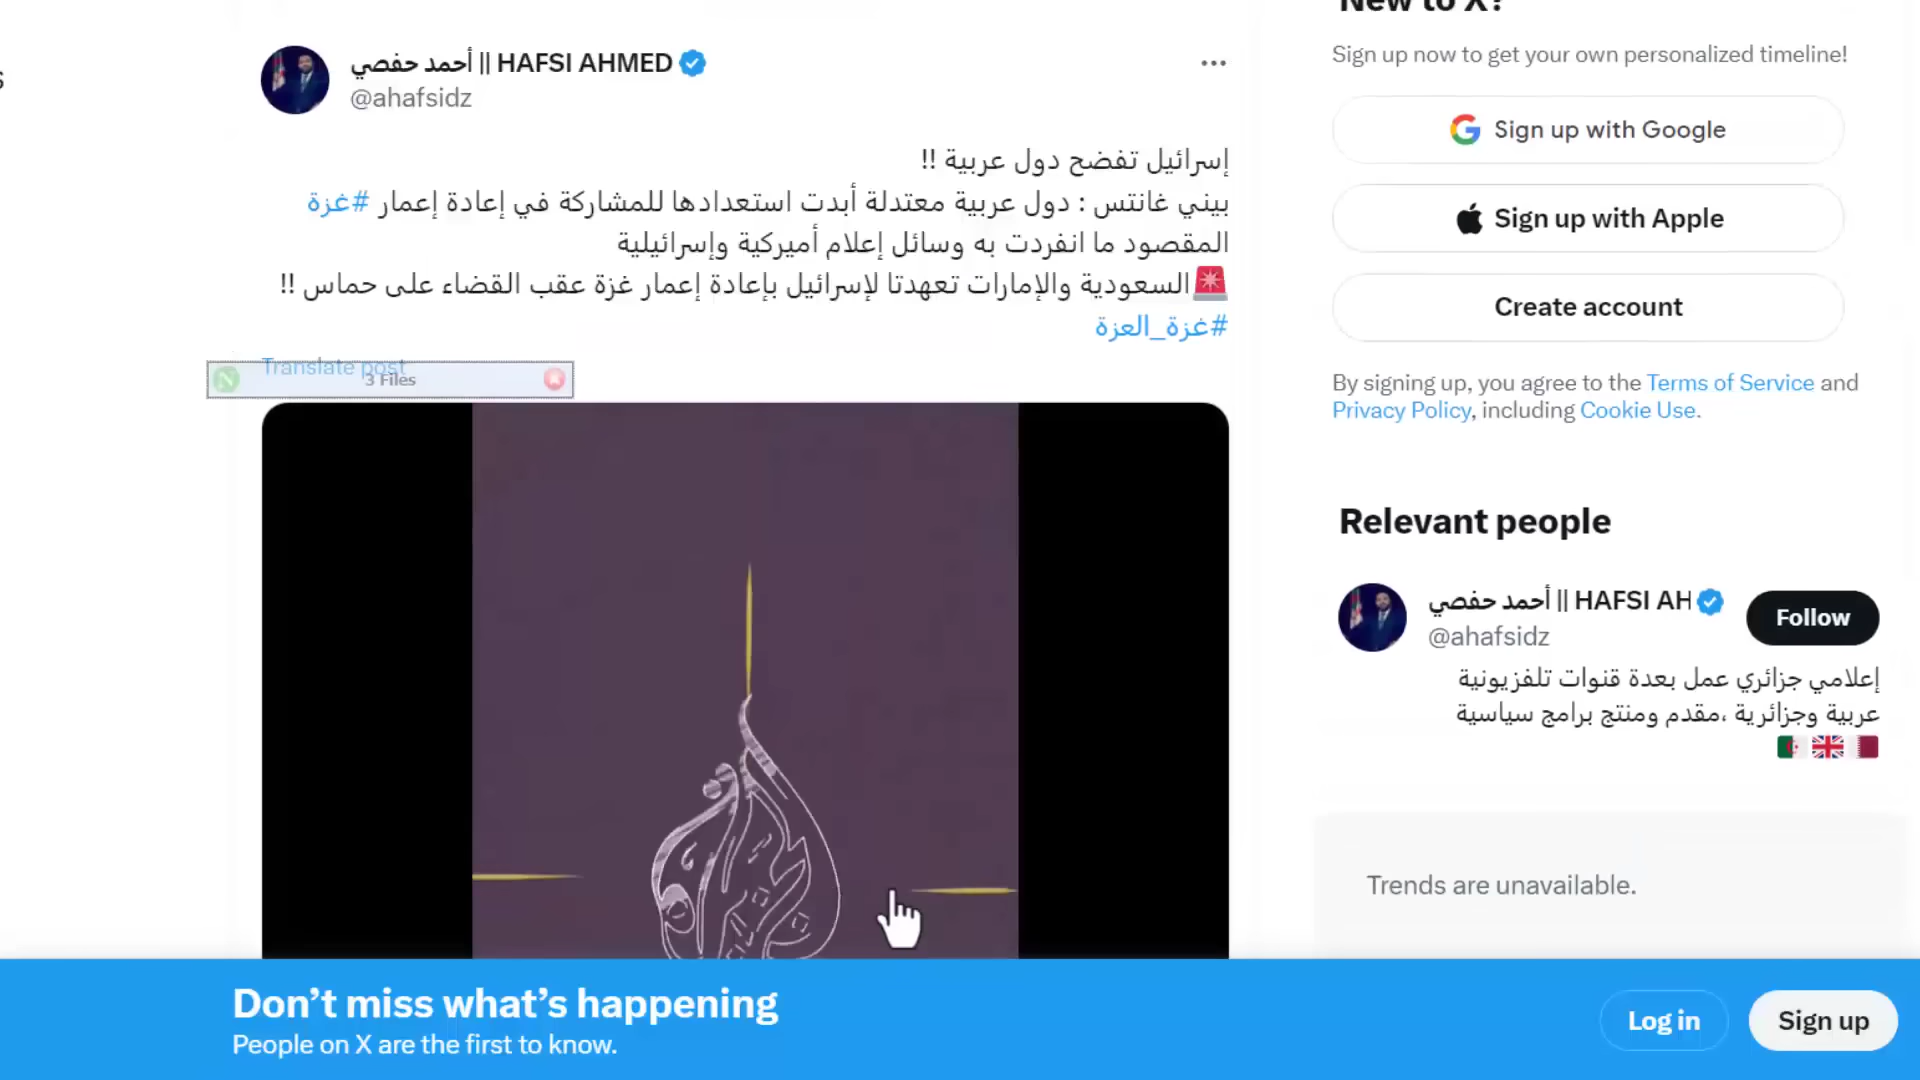 New to X?
Sign up now to get your own personalized timeline!
Sign up with Google
Sign up with Apple
Create account
By signing up, you agree to the Terms of Service and
Privacy Policy, including Cookie Use.
أحمد حفصي || HAFSI AHMED
@ahafsidz
إسرائيل تفضح دول عربية !!
بيني غانتس : دول عربية معتدلة أبدت استعدادها للمشاركة في إعادة إعمار #غزة
المقصود ما انفردت به وسائل إعلام أميركية وإسرائيلية
السعودية والإمارات تعهدتا لإسرائيل بإعادة إعمار غزة عقب القضاء على حماس !!
#غزة_العزة
Translate post
3 Files
Relevant people
أحمد حفصي || HAFSI AH
@ahafsidz
Follow
إعلامي جزائري عمل بعدة قنوات تلفزيونية
عربية وجزائرية ،مقدم ومنتج برامج سياسية
Trends are unavailable.
Don’t miss what’s happening
People on X are the first to know.
Log in
Sign up